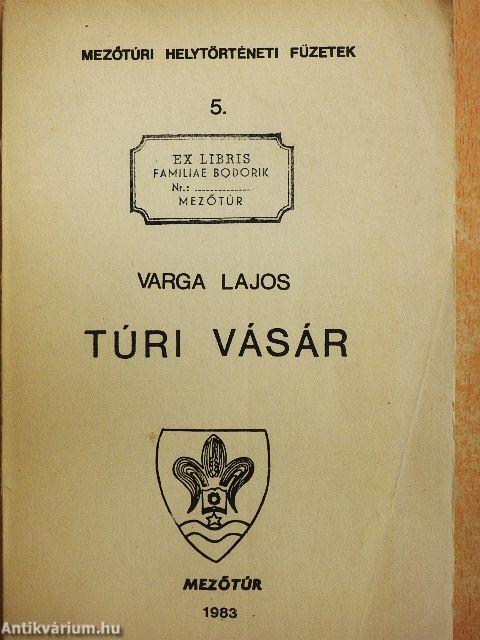 MEZŐTÚRI HELYTÖRTÉNETI FÜZETEK
5.
EX LIBRIS
FAMILIAE BODORIK
Nr.: ................
MEZŐTÚR
VARGA LAJOS
TÚRI VÁSÁR
MEZŐTÚR
1983
Antikvárium.hu